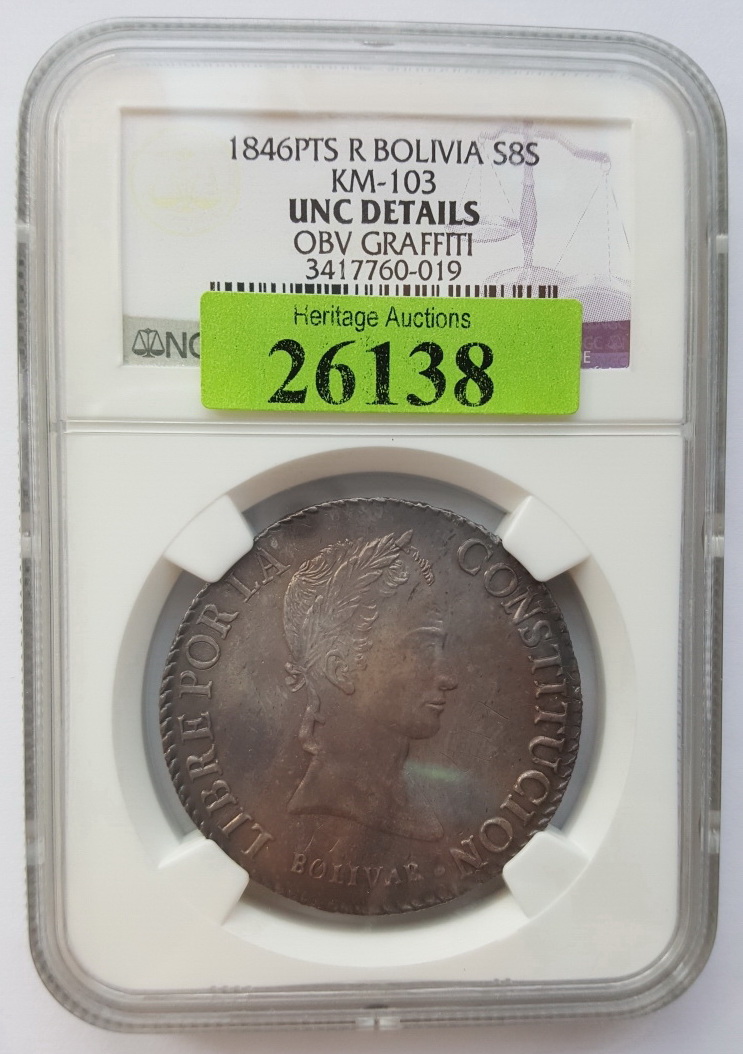 1846PTS R BOLIVIA S8S
KM-103
UNC DETAILS
OBV GRAFFITI
3417760-019
Heritage Auctions
26138
LIBRE POR LA CONSTITUCION
BOLIVAR